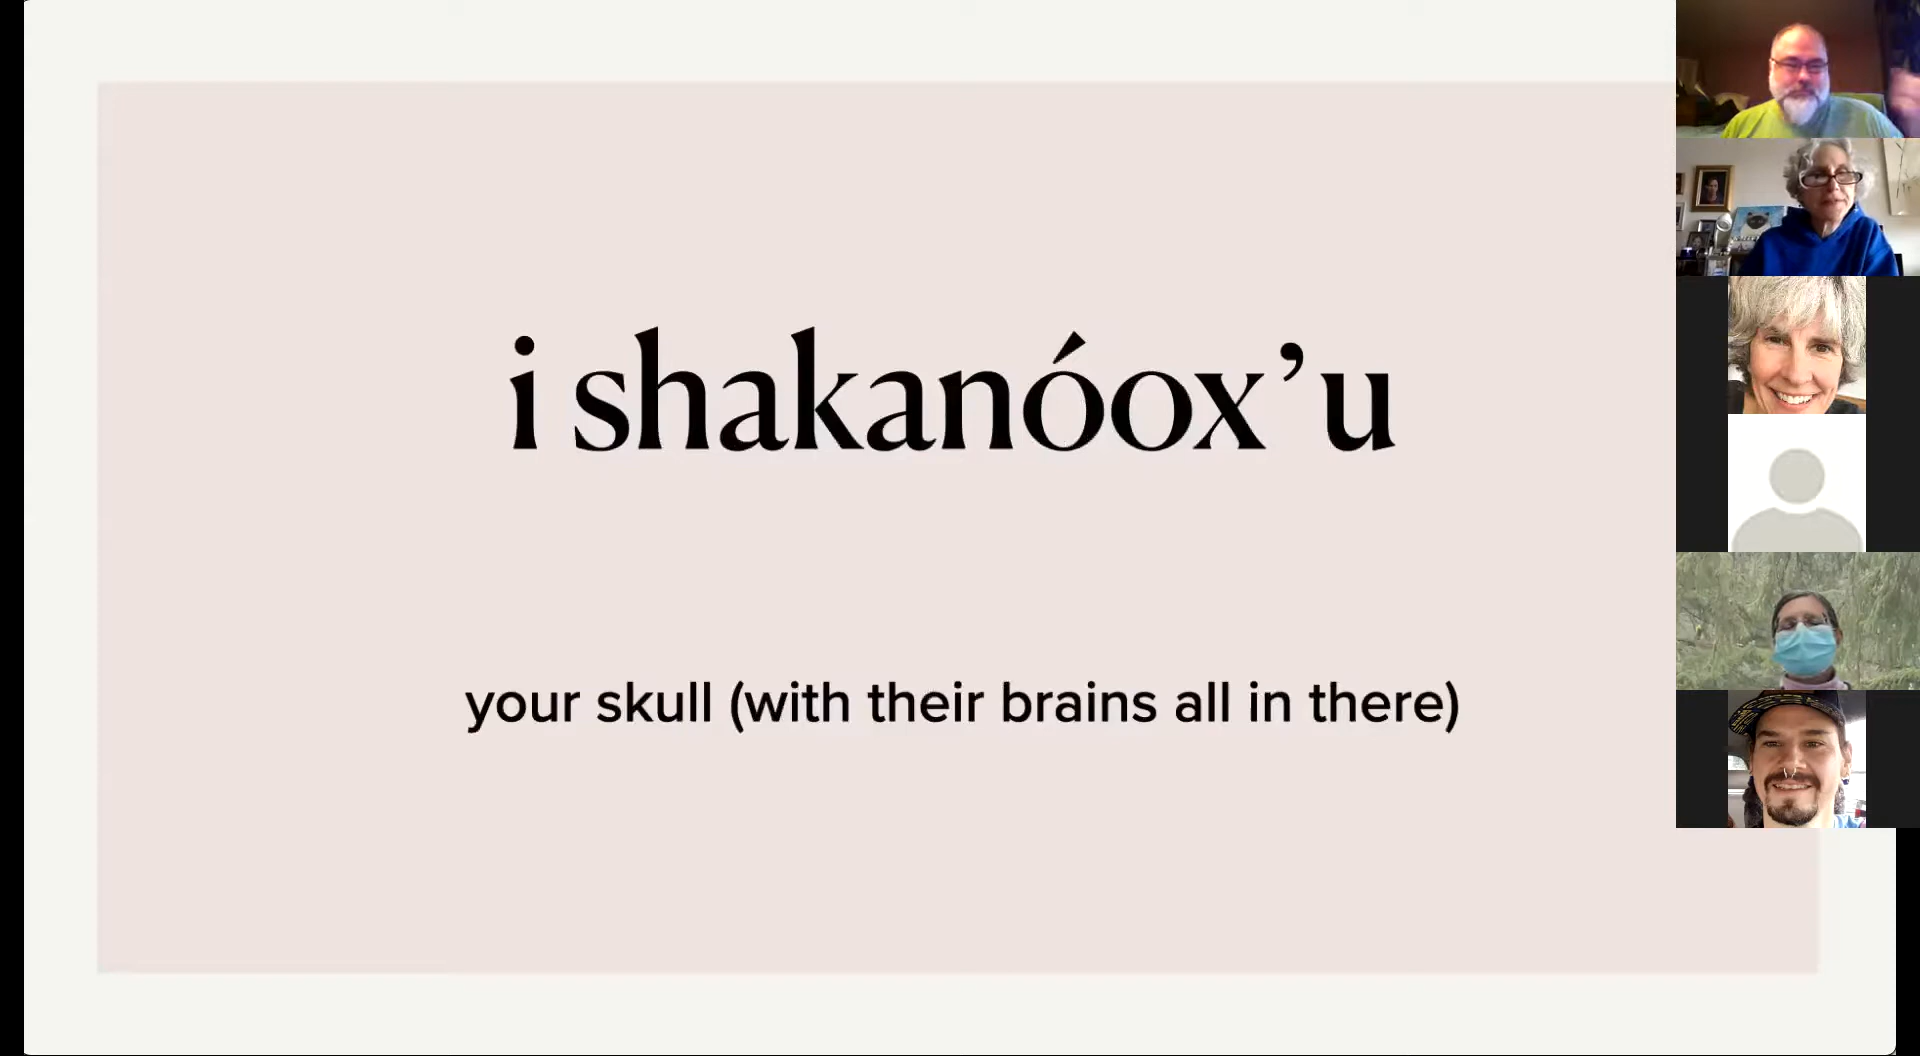 i shakanóox’u
your skull (with their brains all in there)